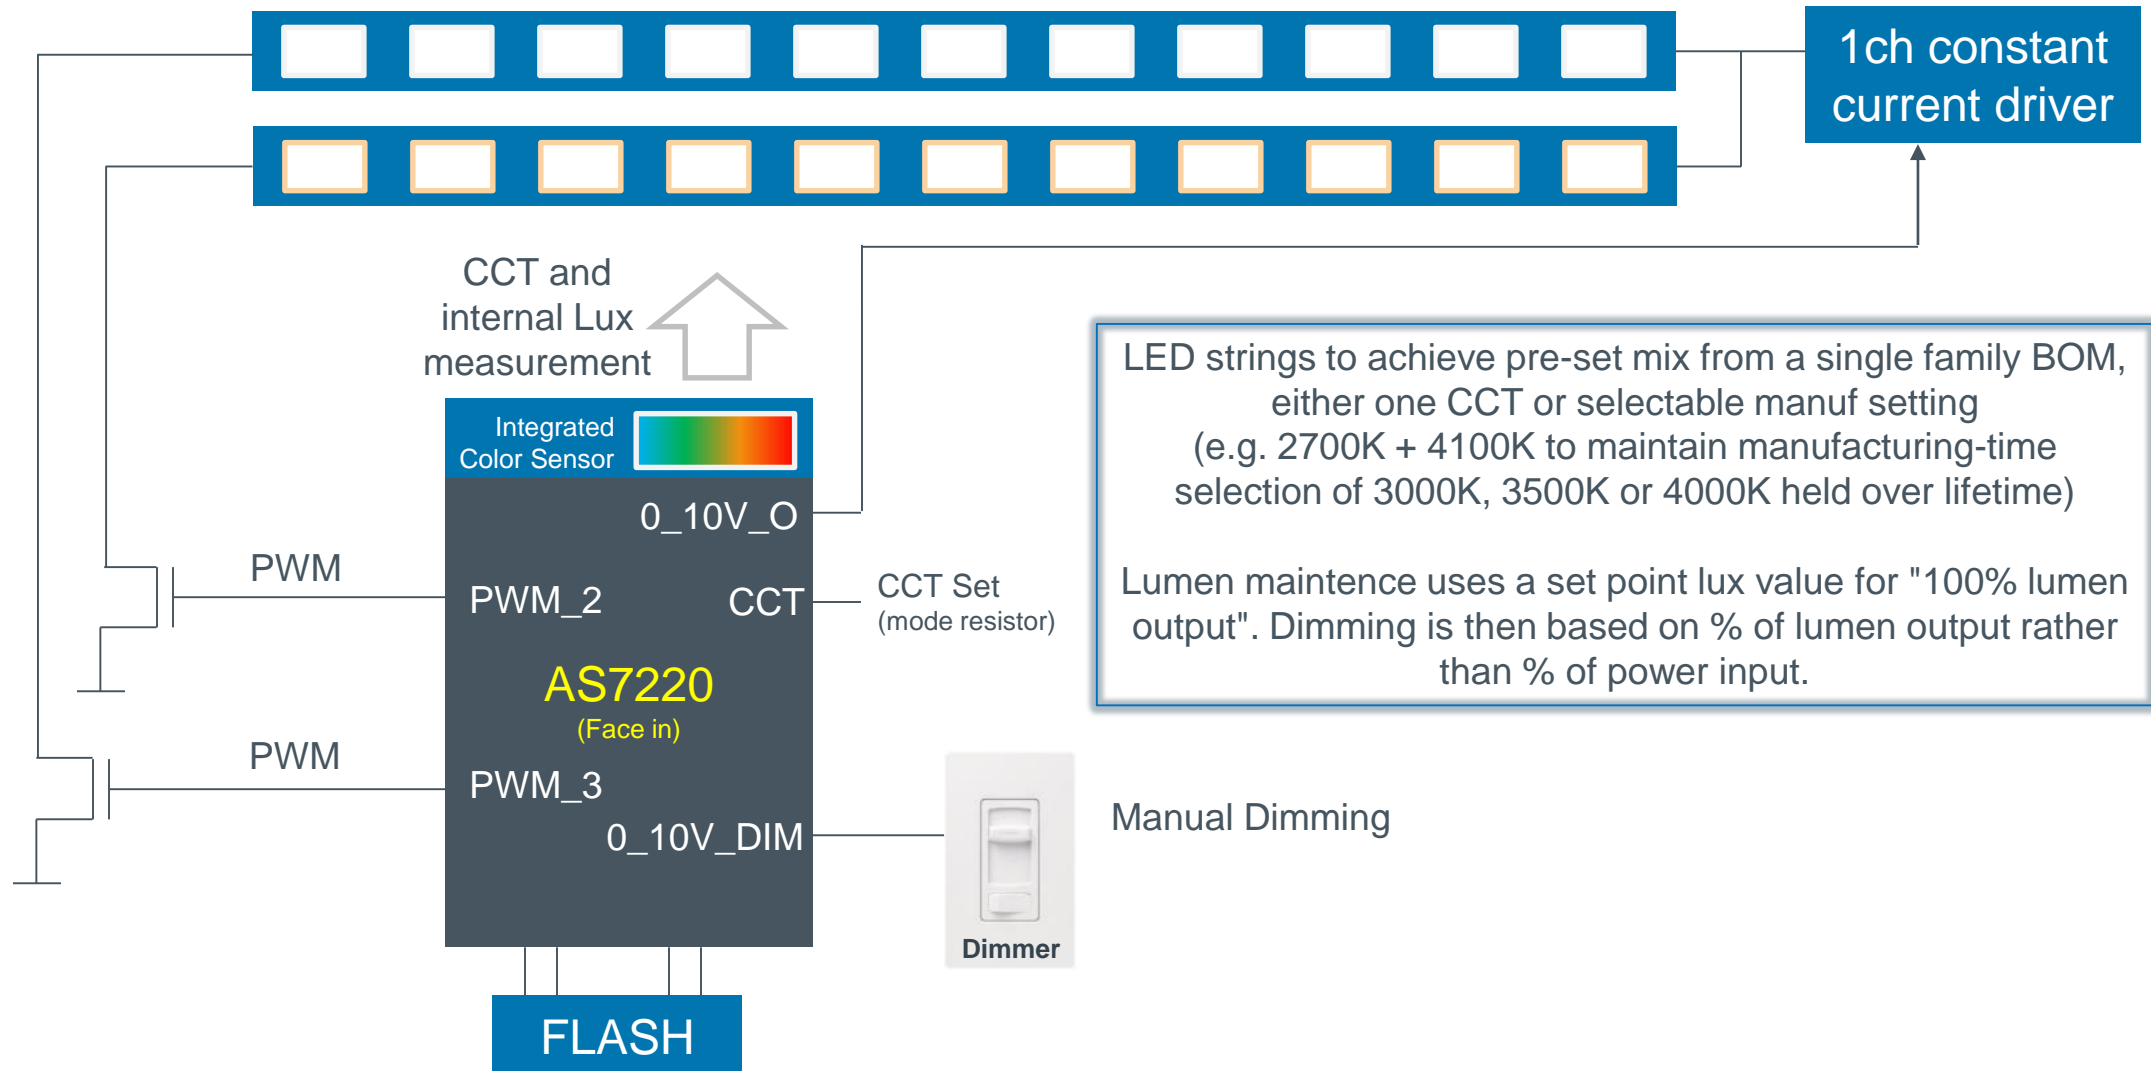 1ch constant
current driver
CCT and
internal Lux
measurement
LED strings to achieve pre-set mix from a single family BOM,
either one CCT or selectable manuf setting
(e.g. 2700K + 4100K to maintain manufacturing-time
selection of 3000K, 3500K or 4000K held over lifetime)
Lumen maintence uses a set point lux value for "100% lumen
output". Dimming is then based on % of lumen output rather
than % of power input.
Integrated
Color Sensor
0_10V_O
PWM
PWM_2
CCT
CCT Set
(mode resistor)
AS7220
(Face in)
PWM
PWM_3
0_10V_DIM
Manual Dimming
Dimmer
FLASH